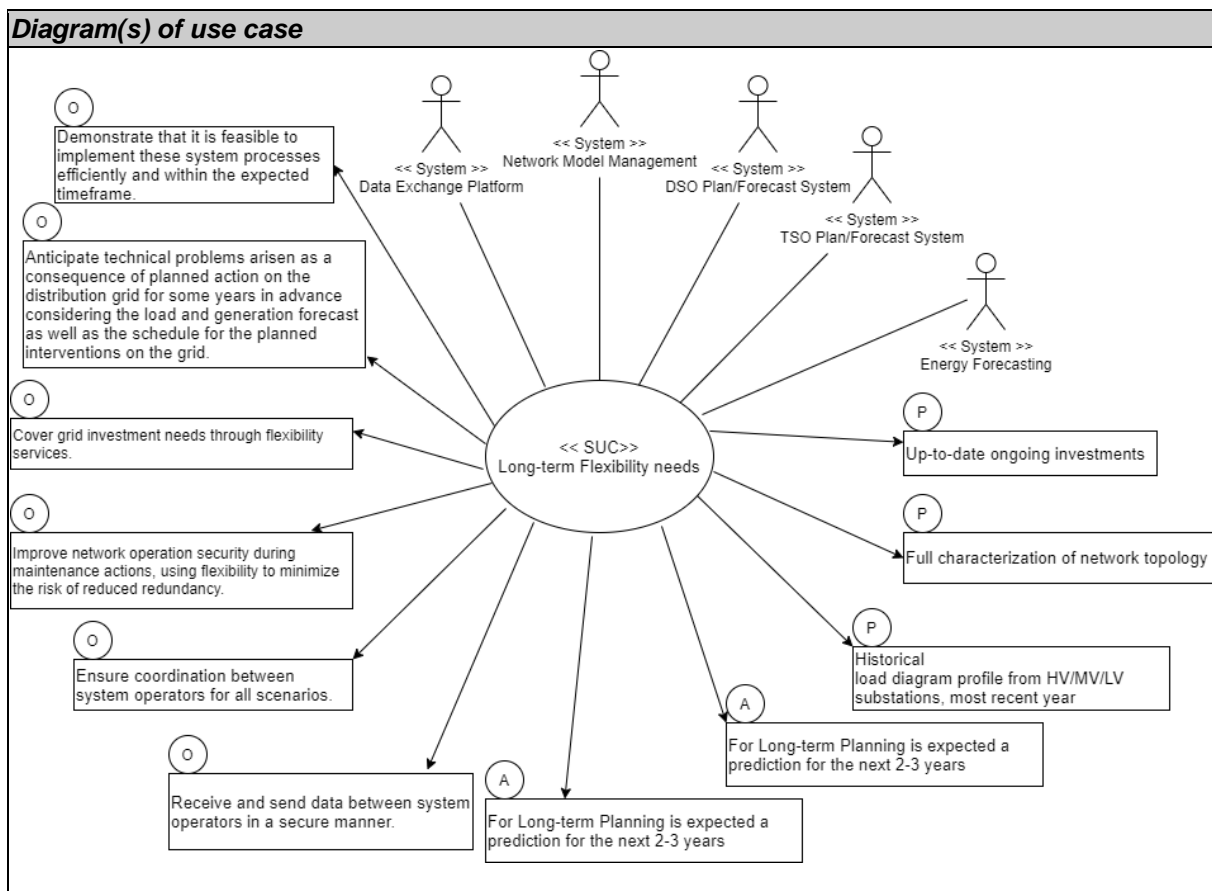 Diagram(s) of use case
O
Demonstrate that it is feasible to
implement these system processes
efficiently and within the expected
timeframe.
<< System >>
Data Exchange Platform
<< System >>
Network Model Management
<< System >>
DSO Plan/Forecast System
<< System >>
TSO Plan/Forecast System
<< System >>
Energy Forecasting
O
Anticipate technical problems arisen as a
consequence of planned action on the
distribution grid for some years in advance
considering the load and generation forecast
as well as the schedule for the planned
interventions on the grid.
O
Cover grid investment needs through flexibility
services.
<< SUC>>
Long-term Flexibility needs
P
Up-to-date ongoing investments
O
Improve network operation security during
maintenance actions, using flexibility to minimize
the risk of reduced redundancy.
P
Full characterization of network topology
O
Ensure coordination between
system operators for all scenarios.
P
Historical
load diagram profile from HV/MV/LV
substations, most recent year
O
Receive and send data between system
operators in a secure manner.
A
For Long-term Planning is expected a
prediction for the next 2-3 years
A
For Long-term Planning is expected a
prediction for the next 2-3 years